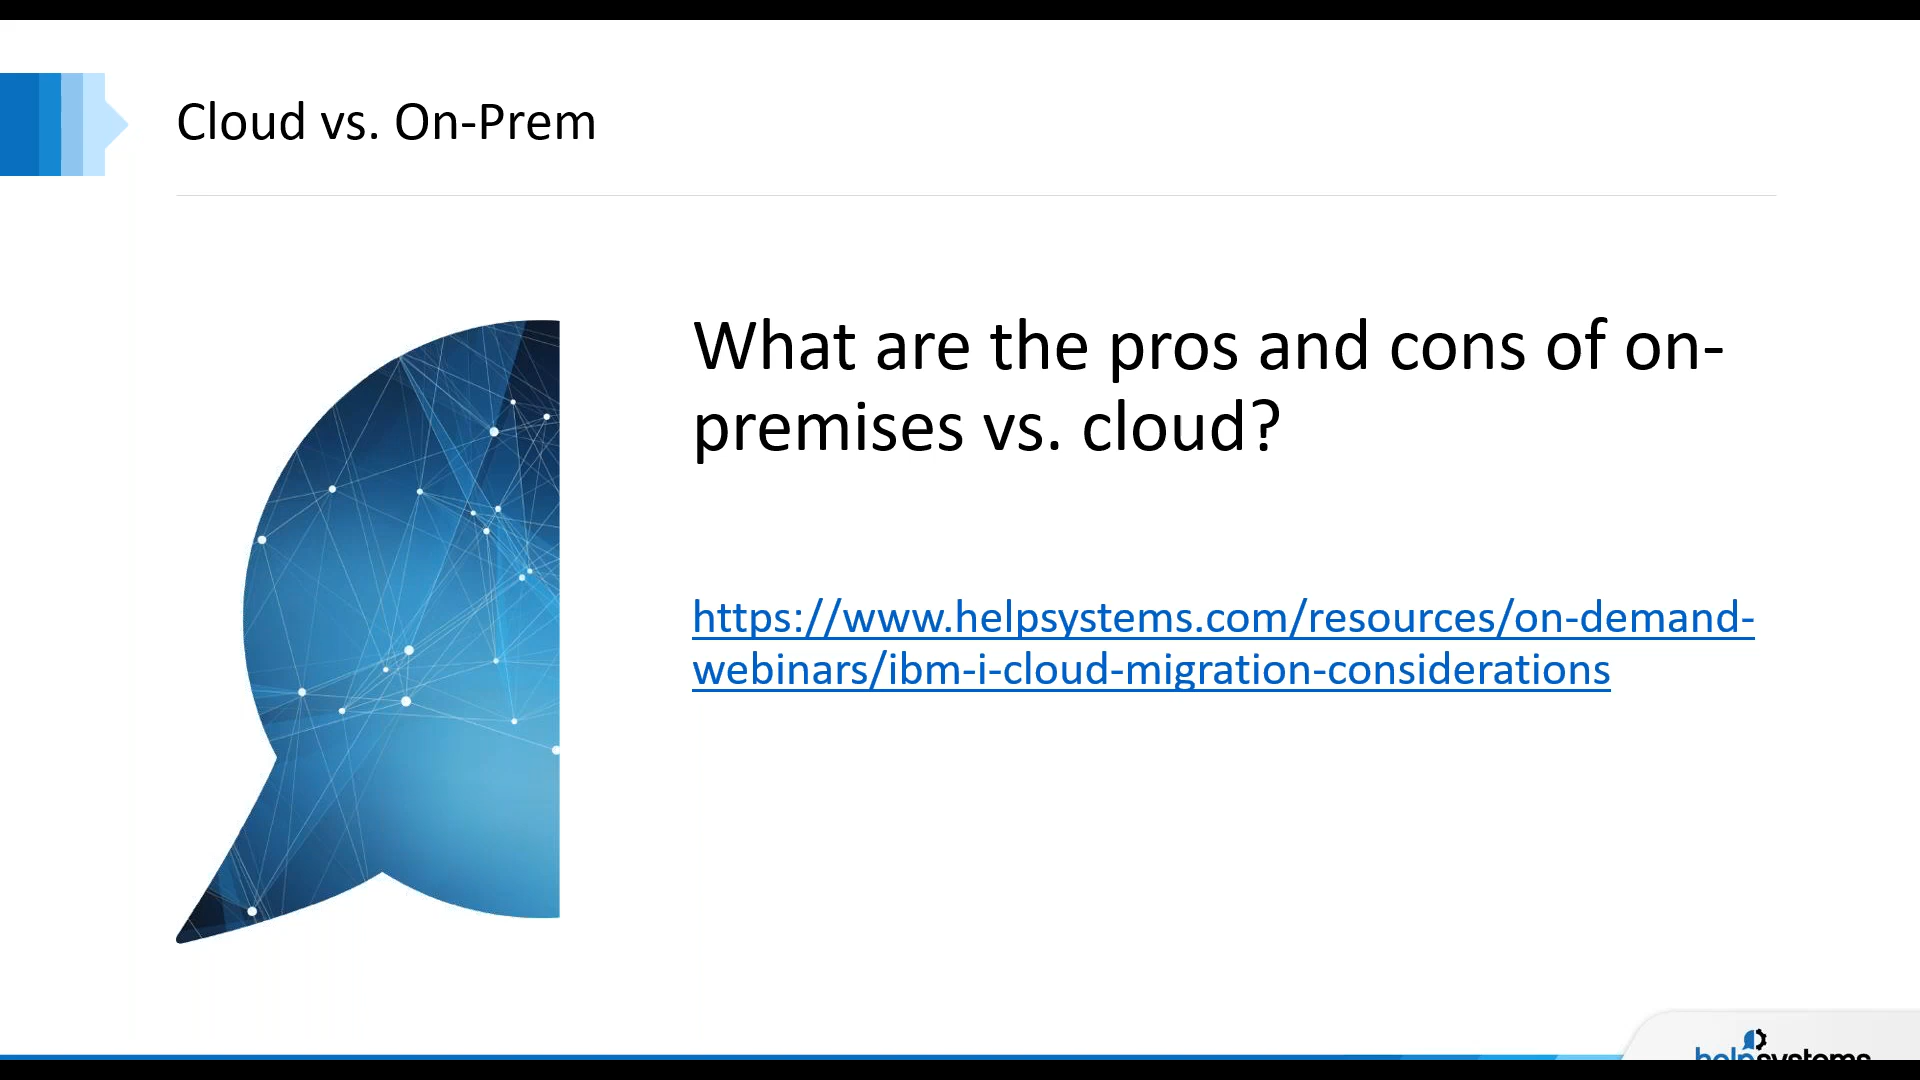 Cloud vs. On-Prem
What are the pros and cons of on-
premises vs. cloud?
https://www.helpsystems.com/resources/on-demand-
webinars/ibm-i-cloud-migration-considerations
helpsystems